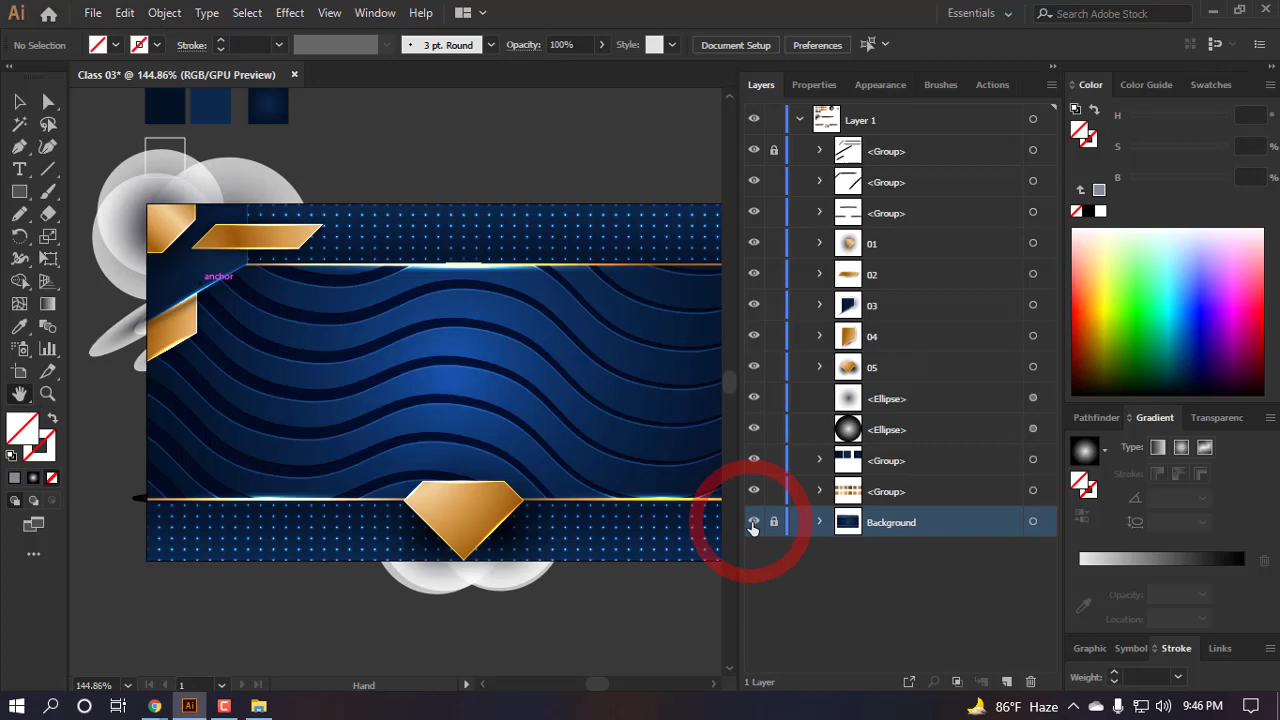 Ai File Edit Object Type Select Effect View Window Help Essentials Search Adobe Stock
No Selection Stroke: 3 pt. Round Opacity: 100% Style: Document Setup Preferences
Class 03* @ 144.86% (RGB/GPU Preview) × Layers Properties Appearance Brushes Actions Color Color Guide Swatches
Layer 1
<Group>
<Group>
<Group>
01
02
03
04
05
<Ellipse>
<Ellipse>
<Group>
<Group>
Background
anchor
H °
S %
B %
Pathfinder Gradient Transparency
Type:
Stroke:
Opacity:
Location:
Graphic Symbol Stroke Links
Weight:
144.86% 1 Hand 1 Layer
Ai 86°F Haze 9:46 PM